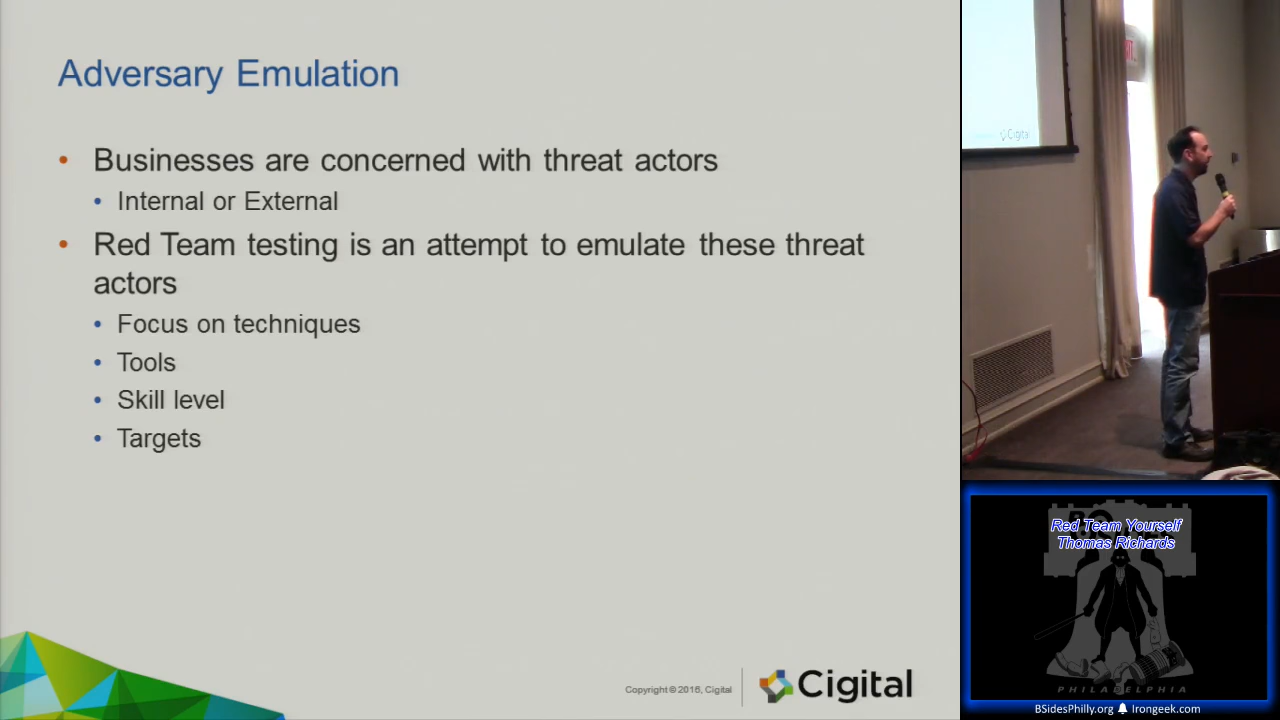 Adversary Emulation
• Businesses are concerned with threat actors
• Internal or External
• Red Team testing is an attempt to emulate these threat
actors
• Focus on techniques
• Tools
• Skill level
• Targets
Copyright © 2016, Cigital
Cigital
Cigital
Red Team Yourself
Thomas Richards
PHILADELPHIA
BSidesPhilly.org Irongeek.com